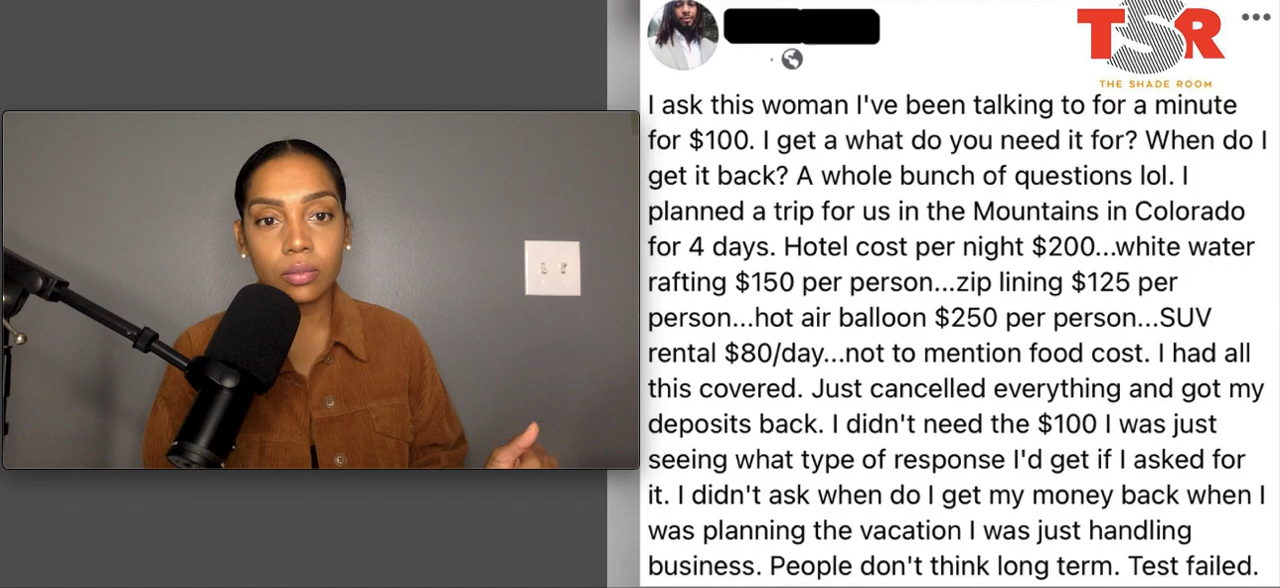 TSR
THE SHADE ROOM
I ask this woman I've been talking to for a minute
for $100. I get a what do you need it for? When do I
get it back? A whole bunch of questions lol. I
planned a trip for us in the Mountains in Colorado
for 4 days. Hotel cost per night $200...white water
rafting $150 per person...zip lining $125 per
person...hot air balloon $250 per person...SUV
rental $80/day...not to mention food cost. I had all
this covered. Just cancelled everything and got my
deposits back. I didn't need the $100 I was just
seeing what type of response I'd get if I asked for
it. I didn't ask when do I get my money back when I
was planning the vacation I was just handling
business. People don't think long term. Test failed.